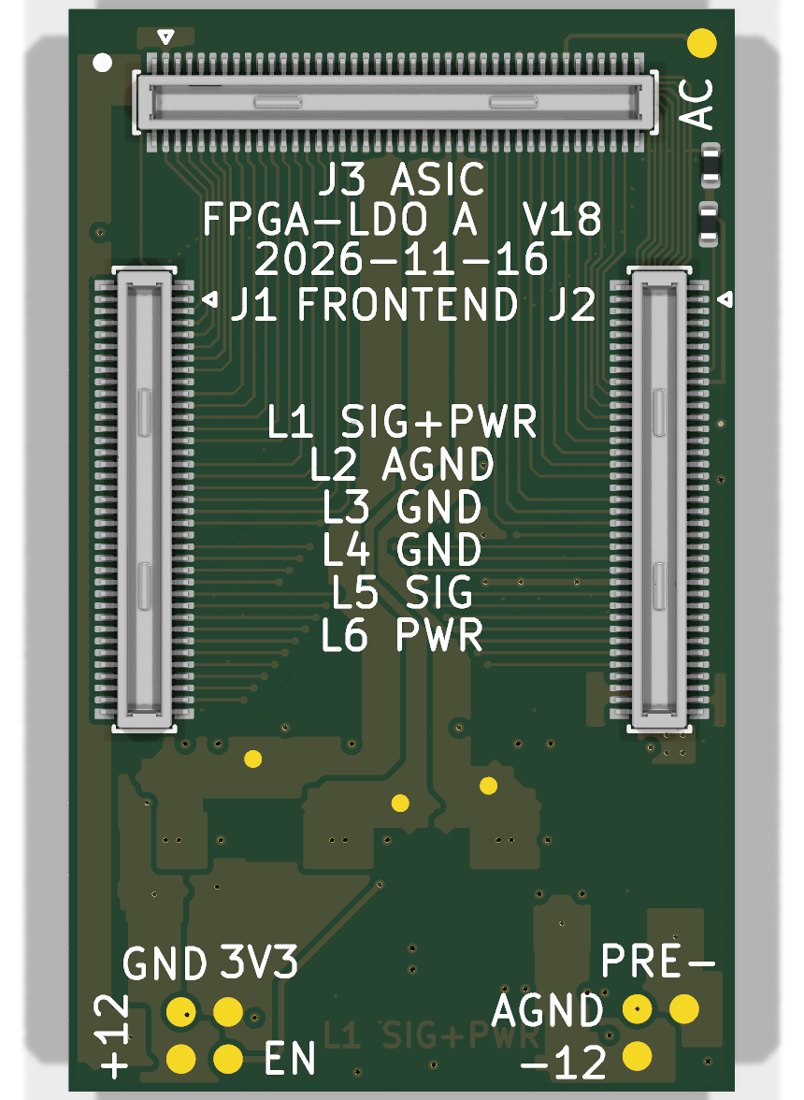 AC
J3 ASIC
FPGA-LDO A V18
2026-11-16
J1 FRONTEND J2
L1 SIG+PWR
L2 AGND
L3 GND
L4 GND
L5 SIG
L6 PWR
GND 3V3
PRE-
+12
AGND
L1 SIG+PWR
EN
-12